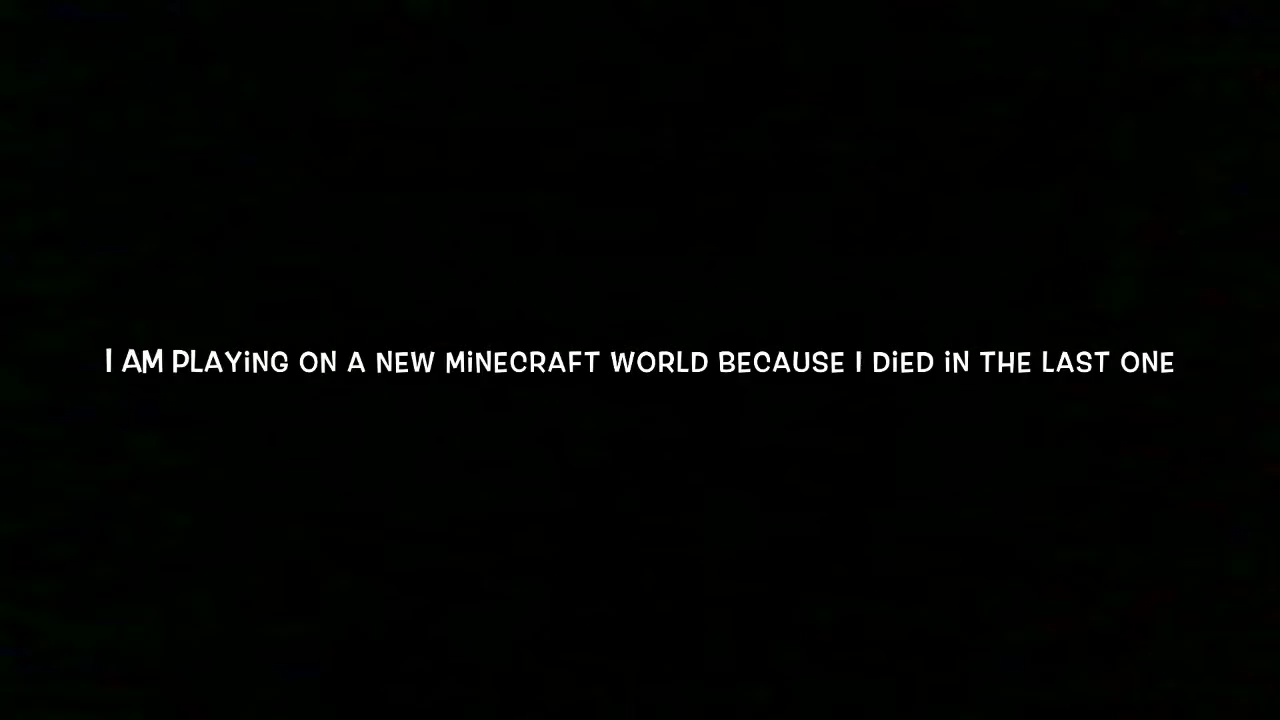 I AM PLAYiNG ON A NEW MiNECRAFT WORLD BECAUSE I DiED iN THE LAST ONE